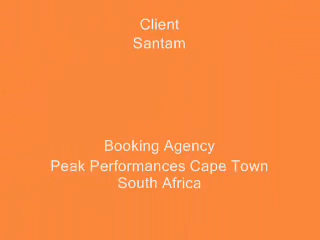 Client
Santam
Booking Agency
Peak Performances Cape Town
South Africa